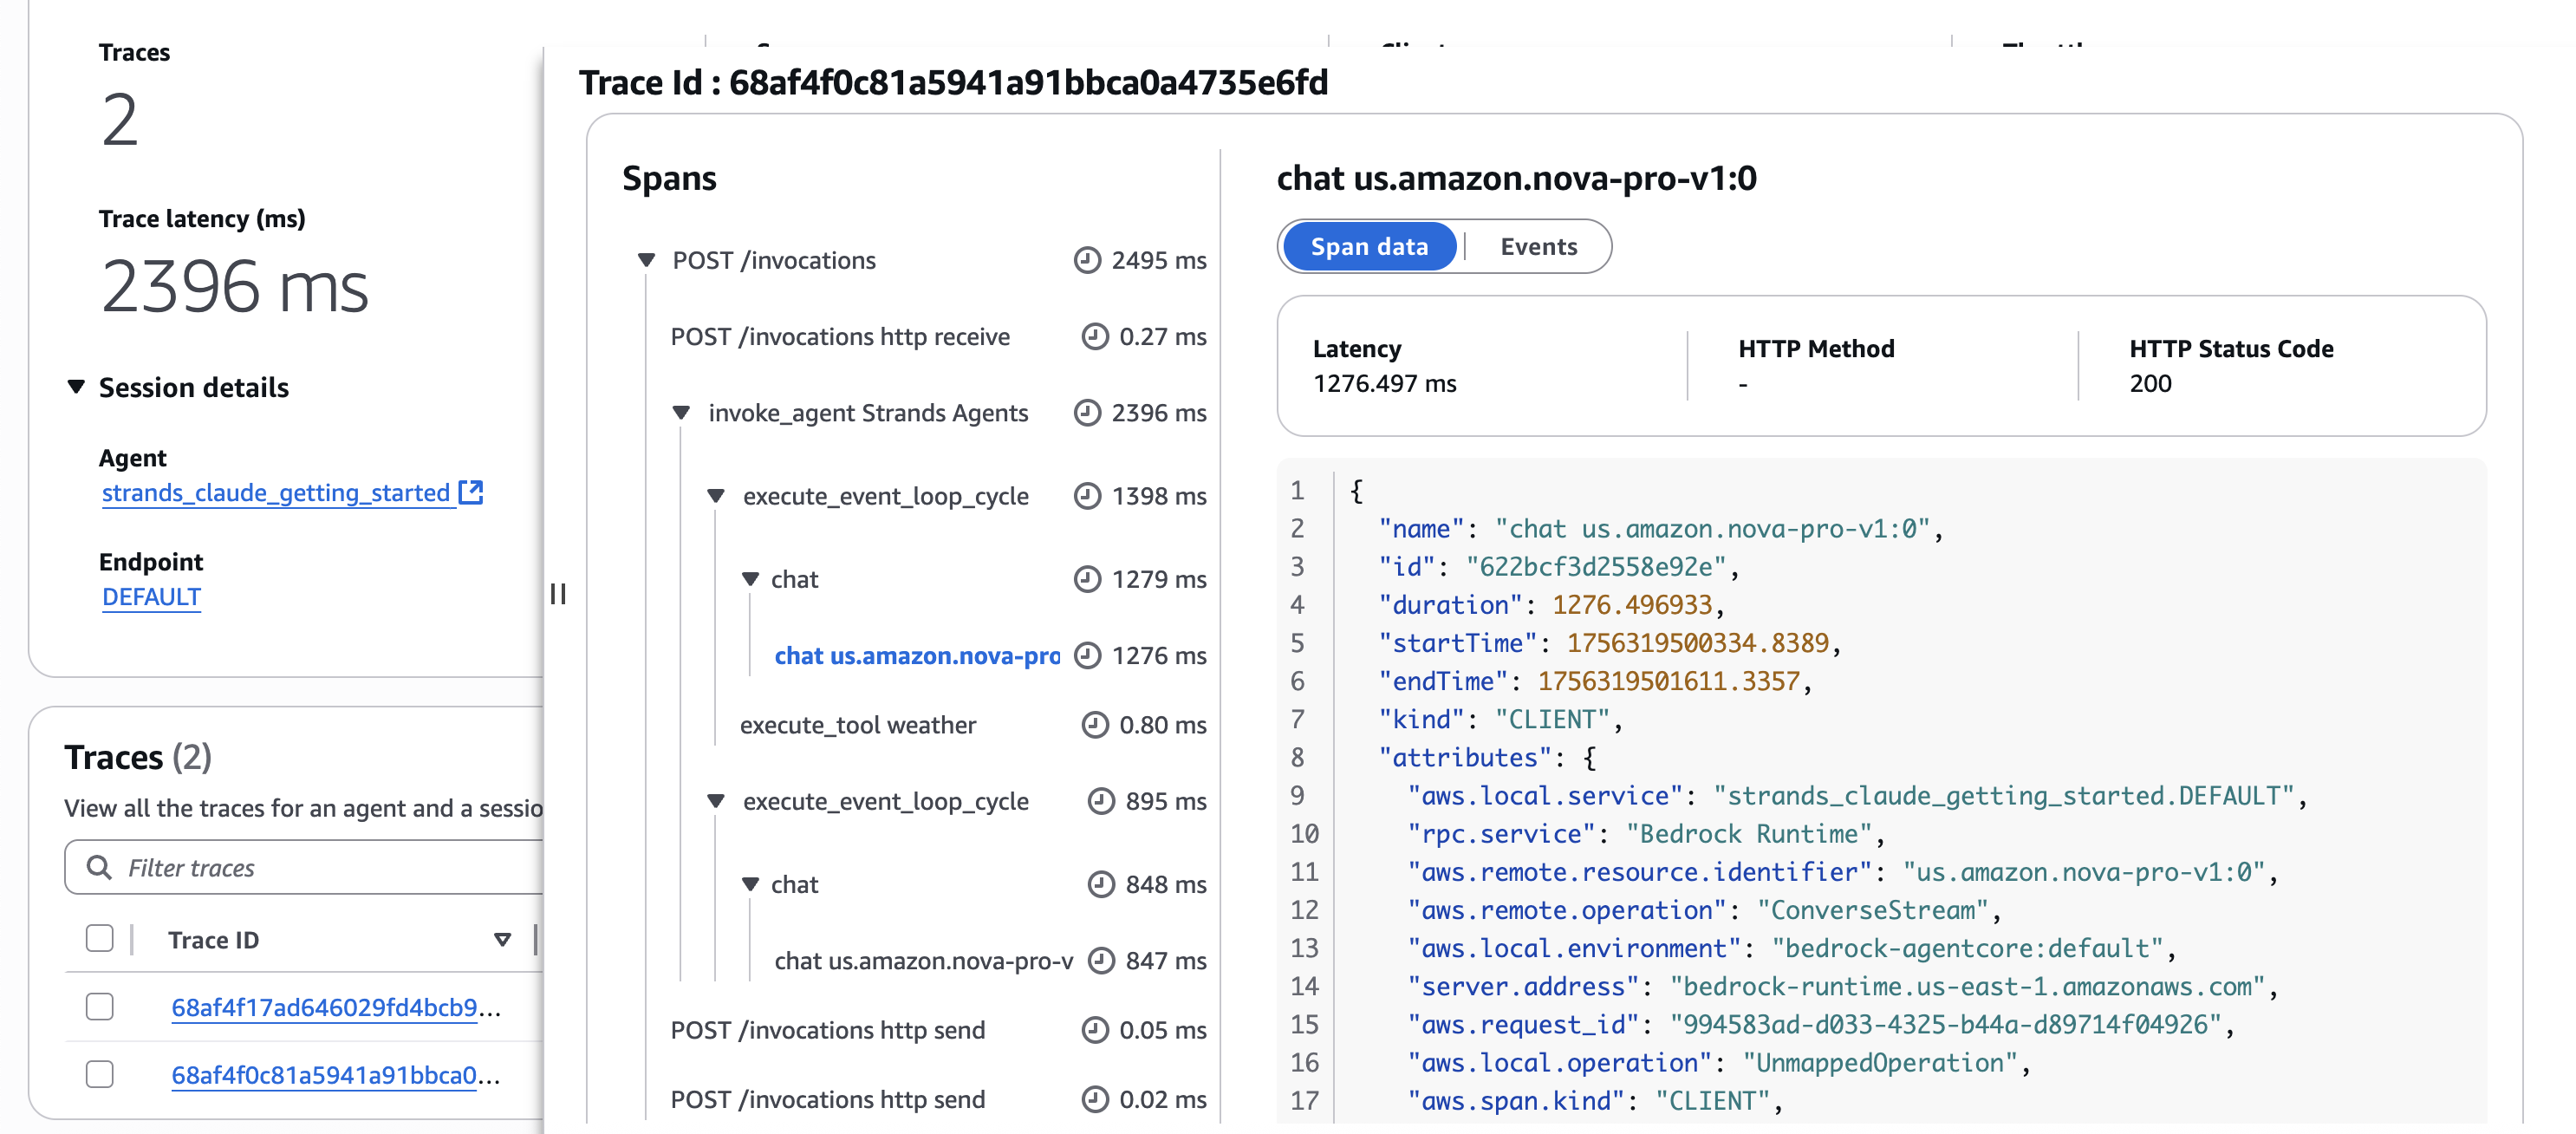 Traces
2
Trace latency (ms)
2396 ms
Session details
Agent
strands_claude_getting_started
Endpoint
DEFAULT
Traces (2)
View all the traces for an agent and a sessio
Filter traces
Trace ID
68af4f17ad646029fd4bcb9...
68af4f0c81a5941a91bbca0...
Trace Id : 68af4f0c81a5941a91bbca0a4735e6fd
Spans
POST /invocations 2495 ms
POST /invocations http receive 0.27 ms
invoke_agent Strands Agents 2396 ms
execute_event_loop_cycle 1398 ms
chat 1279 ms
chat us.amazon.nova-pro 1276 ms
execute_tool weather 0.80 ms
execute_event_loop_cycle 895 ms
chat 848 ms
chat us.amazon.nova-pro-v 847 ms
POST /invocations http send 0.05 ms
POST /invocations http send 0.02 ms
chat us.amazon.nova-pro-v1:0
Span data | Events
Latency HTTP Method HTTP Status Code
1276.497 ms - 200
1 {
2 "name": "chat us.amazon.nova-pro-v1:0",
3 "id": "622bcf3d2558e92e",
4 "duration": 1276.496933,
5 "startTime": 1756319500334.8389,
6 "endTime": 1756319501611.3357,
7 "kind": "CLIENT",
8 "attributes": {
9 "aws.local.service": "strands_claude_getting_started.DEFAULT",
10 "rpc.service": "Bedrock Runtime",
11 "aws.remote.resource.identifier": "us.amazon.nova-pro-v1:0",
12 "aws.remote.operation": "ConverseStream",
13 "aws.local.environment": "bedrock-agentcore:default",
14 "server.address": "bedrock-runtime.us-east-1.amazonaws.com",
15 "aws.request_id": "994583ad-d033-4325-b44a-d89714f04926",
16 "aws.local.operation": "UnmappedOperation",
17 "aws.span.kind": "CLIENT",